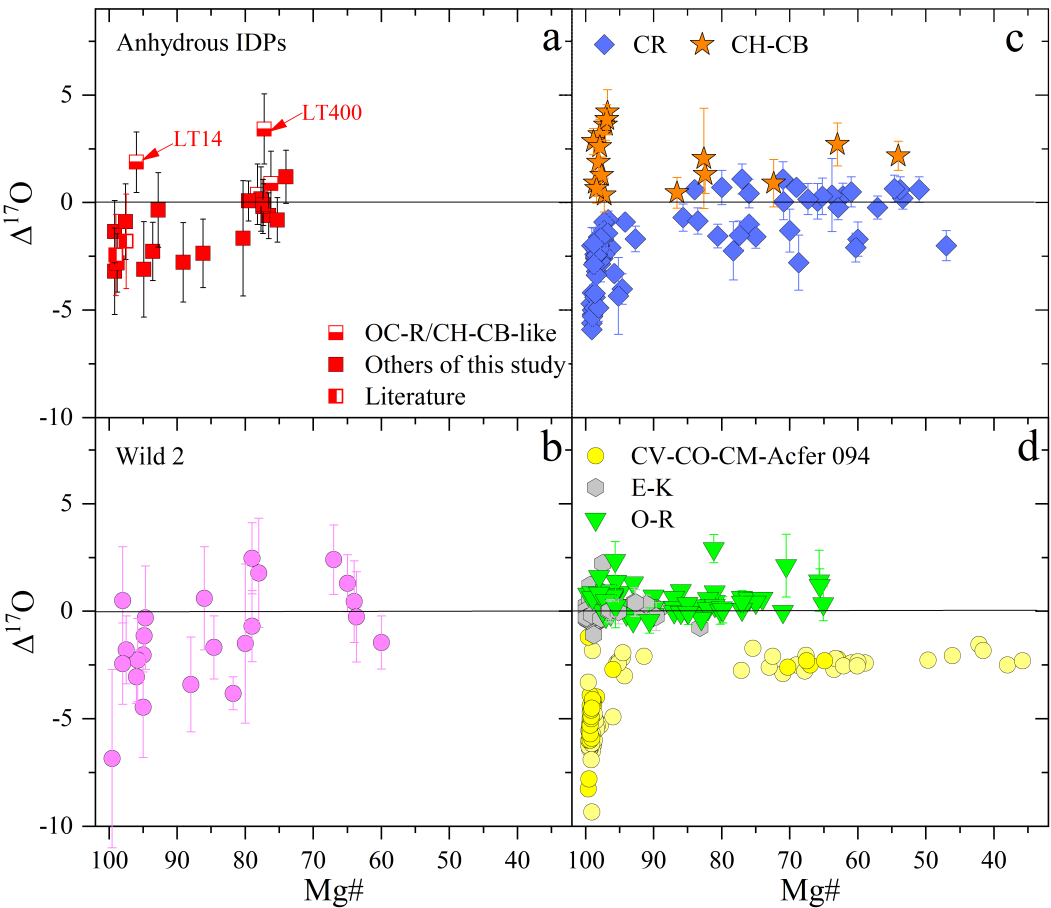 Anhydrous IDPs a
LT14
LT400
OC-R/CH-CB-like
Others of this study
Literature
Δ17O
5
0
-5
-10
c
CR CH-CB
Wild 2 b
Δ17O
5
0
-5
-10
100 90 80 70 60 50 40
Mg#
d
CV-CO-CM-Acfer 094
E-K
O-R
100 90 80 70 60 50 40
Mg#